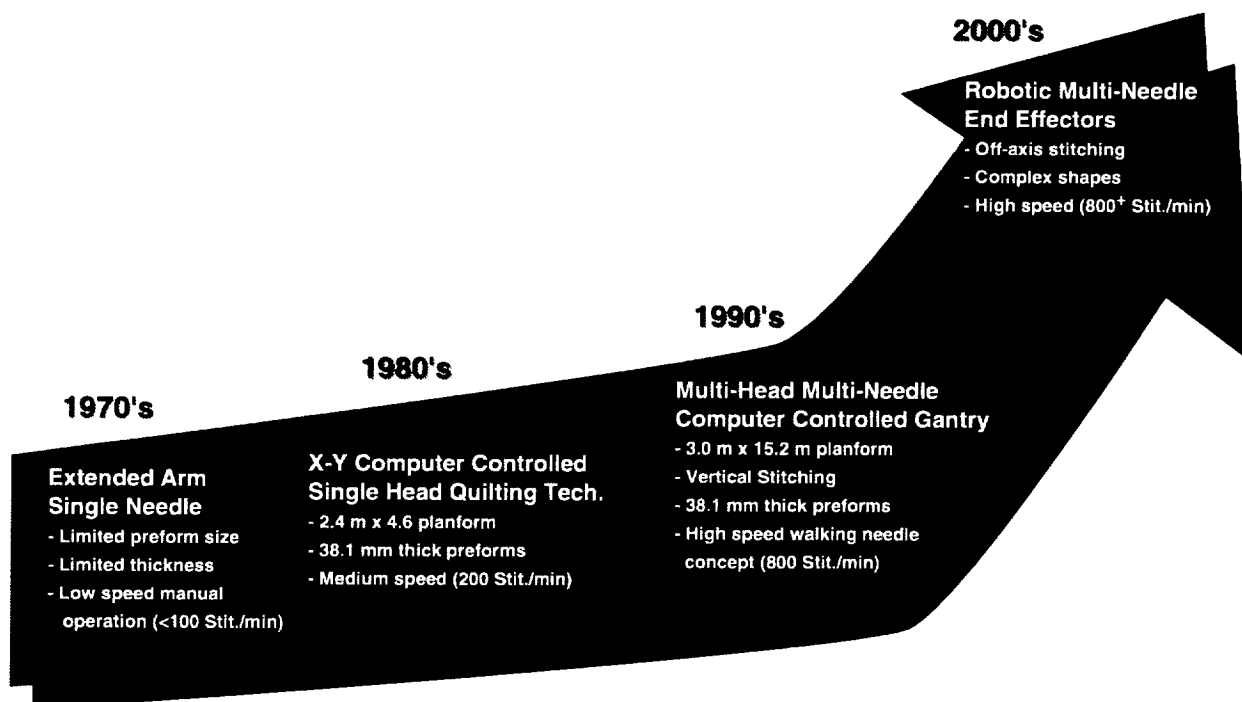 1970's
Extended Arm
Single Needle
- Limited preform size
- Limited thickness
- Low speed manual
operation (<100 Stit./min)
1980's
X-Y Computer Controlled
Single Head Quilting Tech.
- 2.4 m x 4.6 planform
- 38.1 mm thick preforms
- Medium speed (200 Stit./min)
1990's
Multi-Head Multi-Needle
Computer Controlled Gantry
- 3.0 m x 15.2 m planform
- Vertical Stitching
- 38.1 mm thick preforms
- High speed walking needle
concept (800 Stit./min)
2000's
Robotic Multi-Needle
End Effectors
- Off-axis stitching
- Complex shapes
- High speed (800⁺ Stit./min)